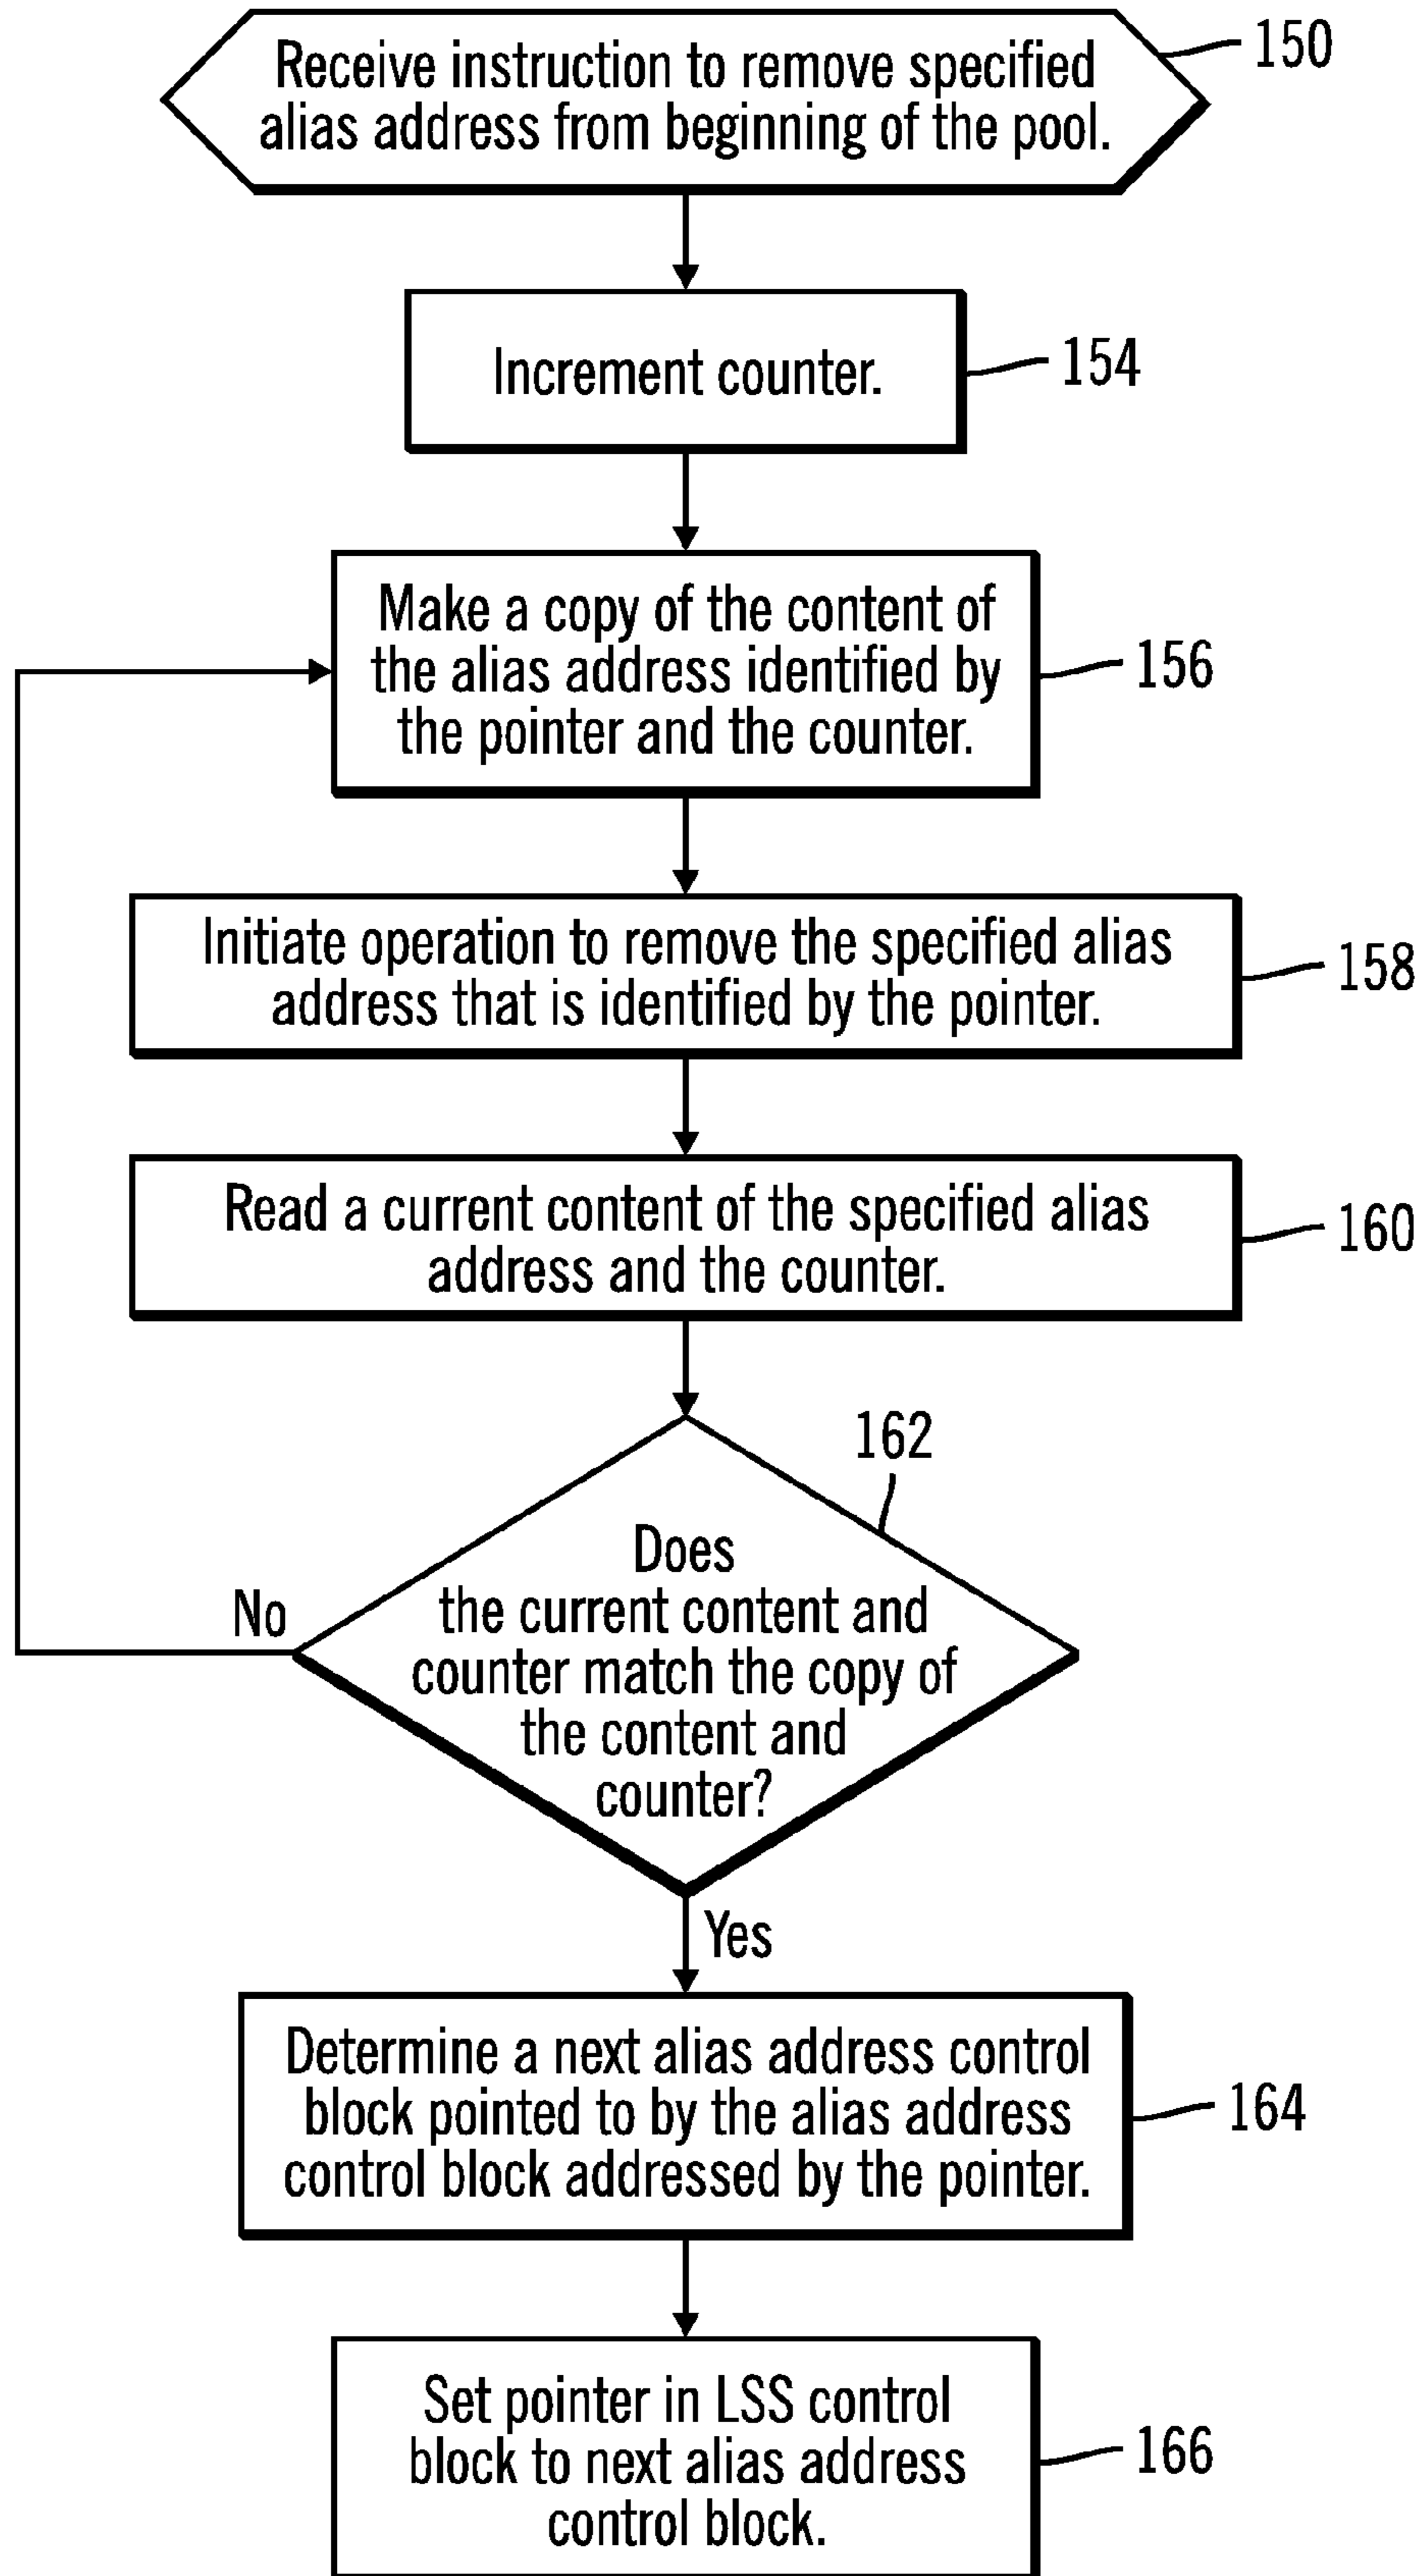 Receive instruction to remove specified
alias address from beginning of the pool.
150
Increment counter.
154
Make a copy of the content of
the alias address identified by
the pointer and the counter.
156
Initiate operation to remove the specified alias
address that is identified by the pointer.
158
Read a current content of the specified alias
address and the counter.
160
162
Does
the current content and
counter match the copy of
the content and
counter?
No
Yes
Determine a next alias address control
block pointed to by the alias address
control block addressed by the pointer.
164
Set pointer in LSS control
block to next alias address
control block.
166